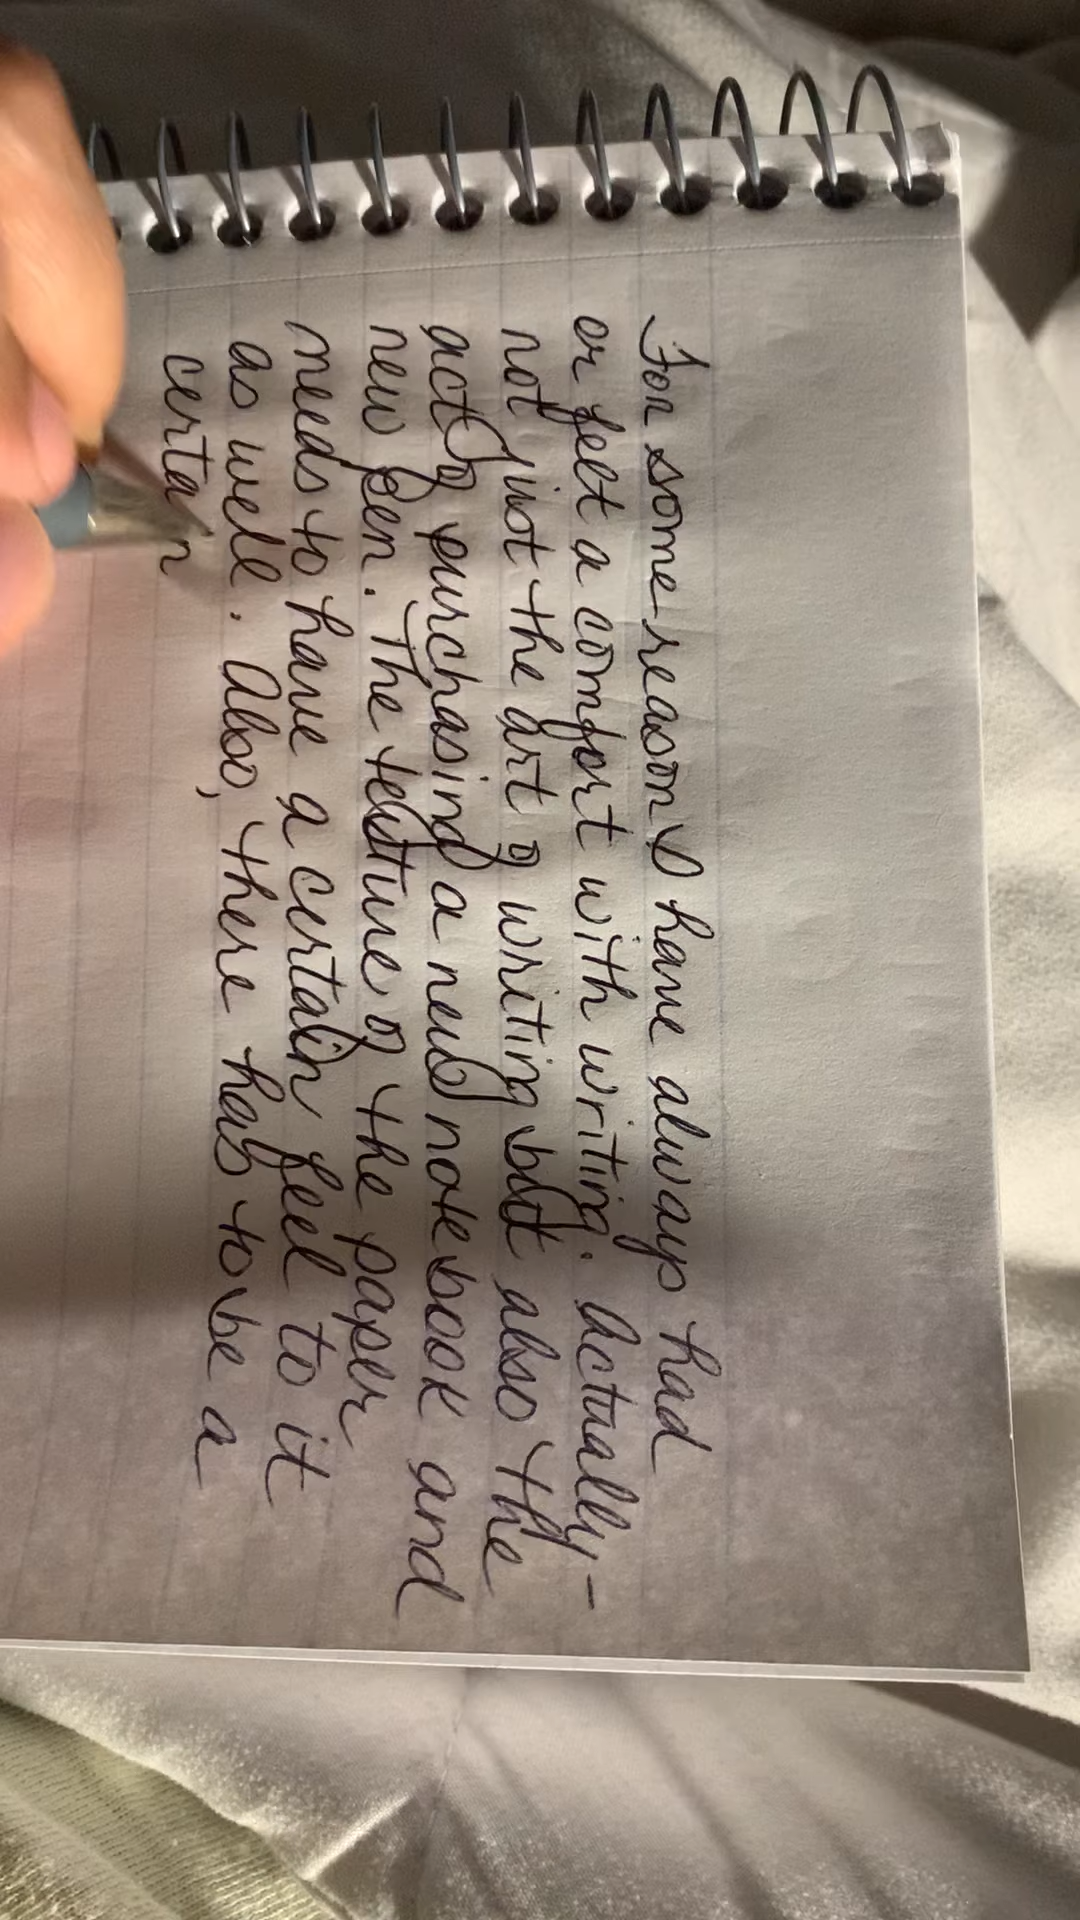 For some reason I have always had
or felt a comfort with writing. Actually-
not just the art of writing but also the
act of purchasing a new notebook and
new pen. The texture of the paper
needs to have a certain feel to it
as well. Also, there has to be a
certain